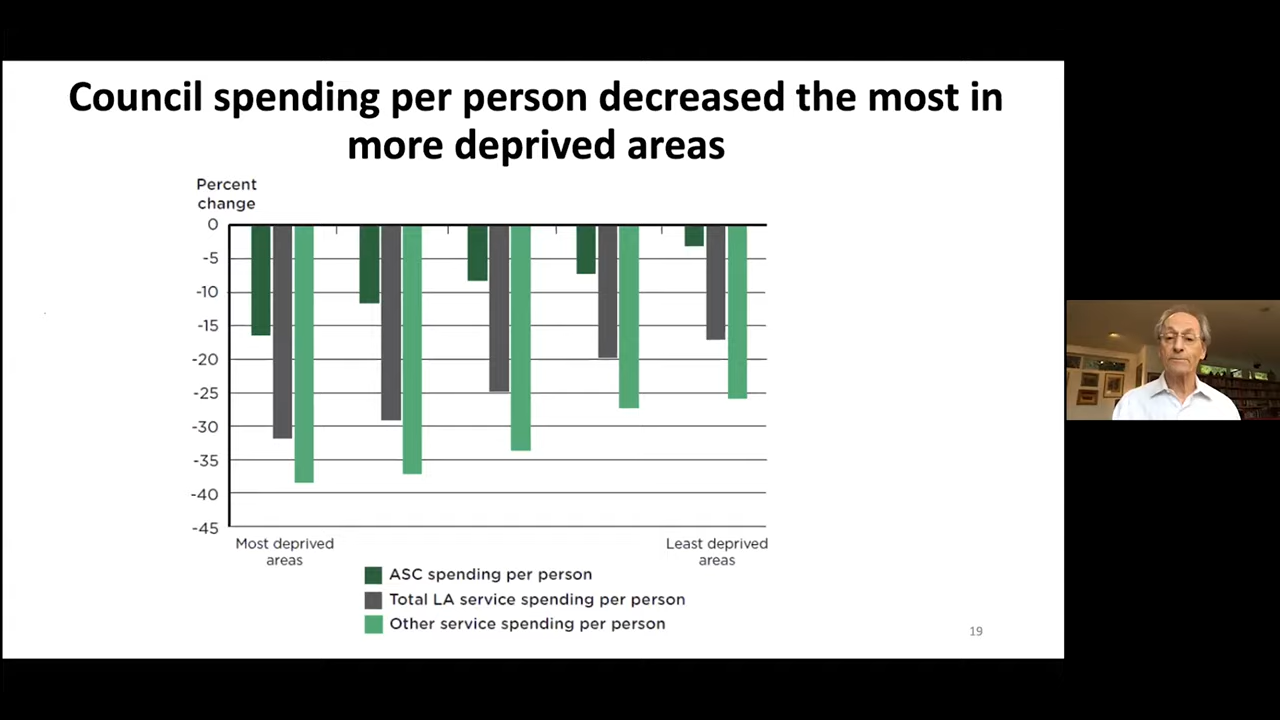 Council spending per person decreased the most in
more deprived areas
Percent
change
0
-5
-10
-15
-20
-25
-30
-35
-40
-45
Most deprived
areas
Least deprived
areas
ASC spending per person
Total LA service spending per person
Other service spending per person
19